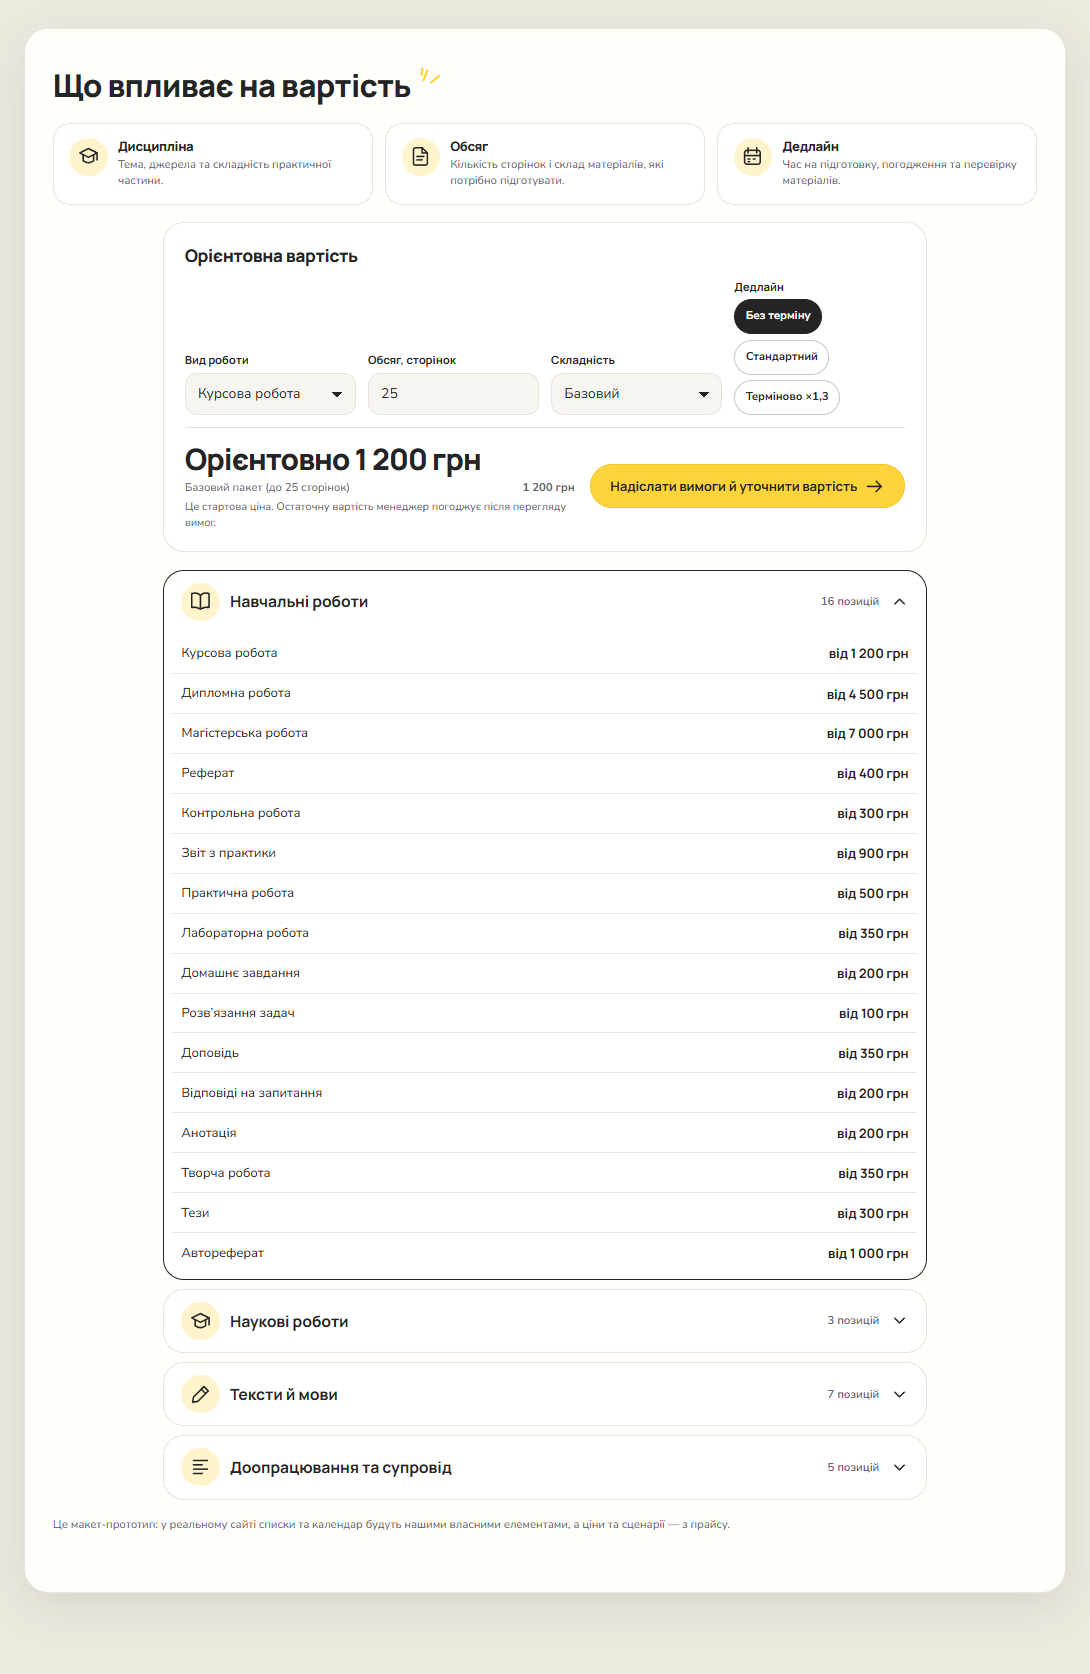 Що впливає на вартість
Дисципліна
Тема, джерела та складність практичної
частини.
Обсяг
Кількість сторінок і склад матеріалів, які
потрібно підготувати.
Дедлайн
Час на підготовку, погодження та перевірку
матеріалів.
Орієнтовна вартість
Вид роботи
Курсова робота
Обсяг, сторінок
25
Складність
Базовий
Дедлайн
Без терміну
Стандартний
Терміново ×1,3
Орієнтовно 1 200 грн
Базовий пакет (до 25 сторінок) 1 200 грн
Це стартова ціна. Остаточну вартість менеджер погоджує після перегляду
вимог.
Надіслати вимоги й уточнити вартість
Навчальні роботи 16 позицій
Курсова робота від 1 200 грн
Дипломна робота від 4 500 грн
Магістерська робота від 7 000 грн
Реферат від 400 грн
Контрольна робота від 300 грн
Звіт з практики від 900 грн
Практична робота від 500 грн
Лабораторна робота від 350 грн
Домашнє завдання від 200 грн
Розв’язання задач від 100 грн
Доповідь від 350 грн
Відповіді на запитання від 200 грн
Анотація від 200 грн
Творча робота від 350 грн
Тези від 300 грн
Автореферат від 1 000 грн
Наукові роботи 3 позицій
Тексти й мови 7 позицій
Доопрацювання та супровід 5 позицій
Це макет-прототип: у реальному сайті списки та календар будуть нашими власними елементами, а ціни та сценарії — з прайсу.